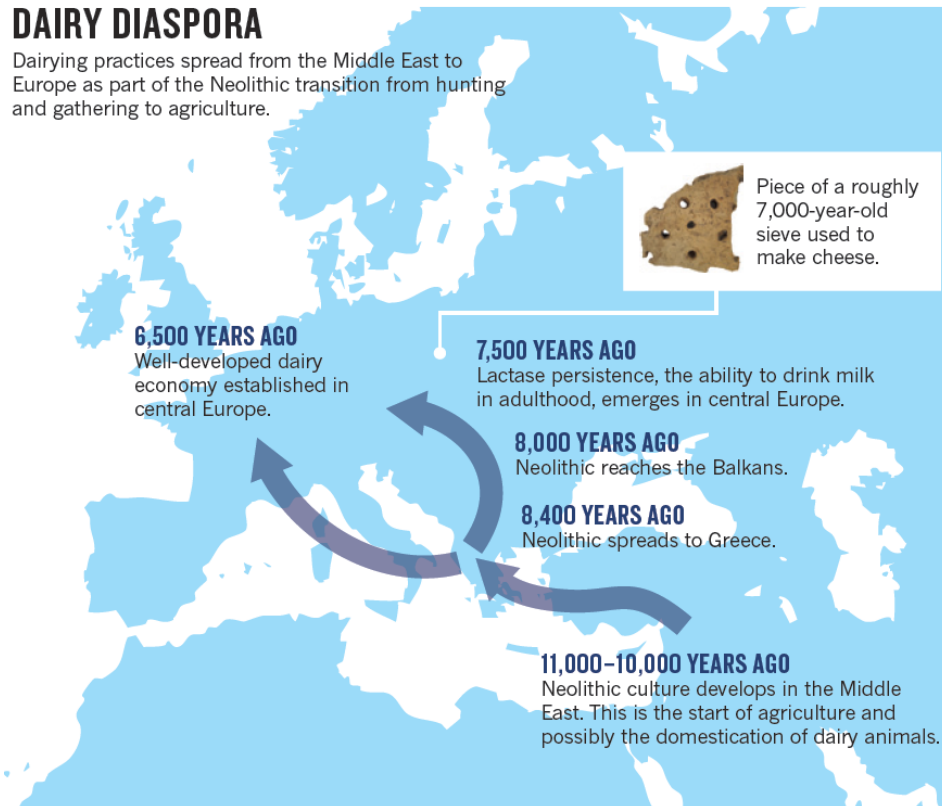 DAIRY DIASPORA
Dairying practices spread from the Middle East to
Europe as part of the Neolithic transition from hunting
and gathering to agriculture.
Piece of a roughly
7,000-year-old
sieve used to
make cheese.
6,500 YEARS AGO
Well-developed dairy
economy established in
central Europe.
7,500 YEARS AGO
Lactase persistence, the ability to drink milk
in adulthood, emerges in central Europe.
8,000 YEARS AGO
Neolithic reaches the Balkans.
8,400 YEARS AGO
Neolithic spreads to Greece.
11,000–10,000 YEARS AGO
Neolithic culture develops in the Middle
East. This is the start of agriculture and
possibly the domestication of dairy animals.